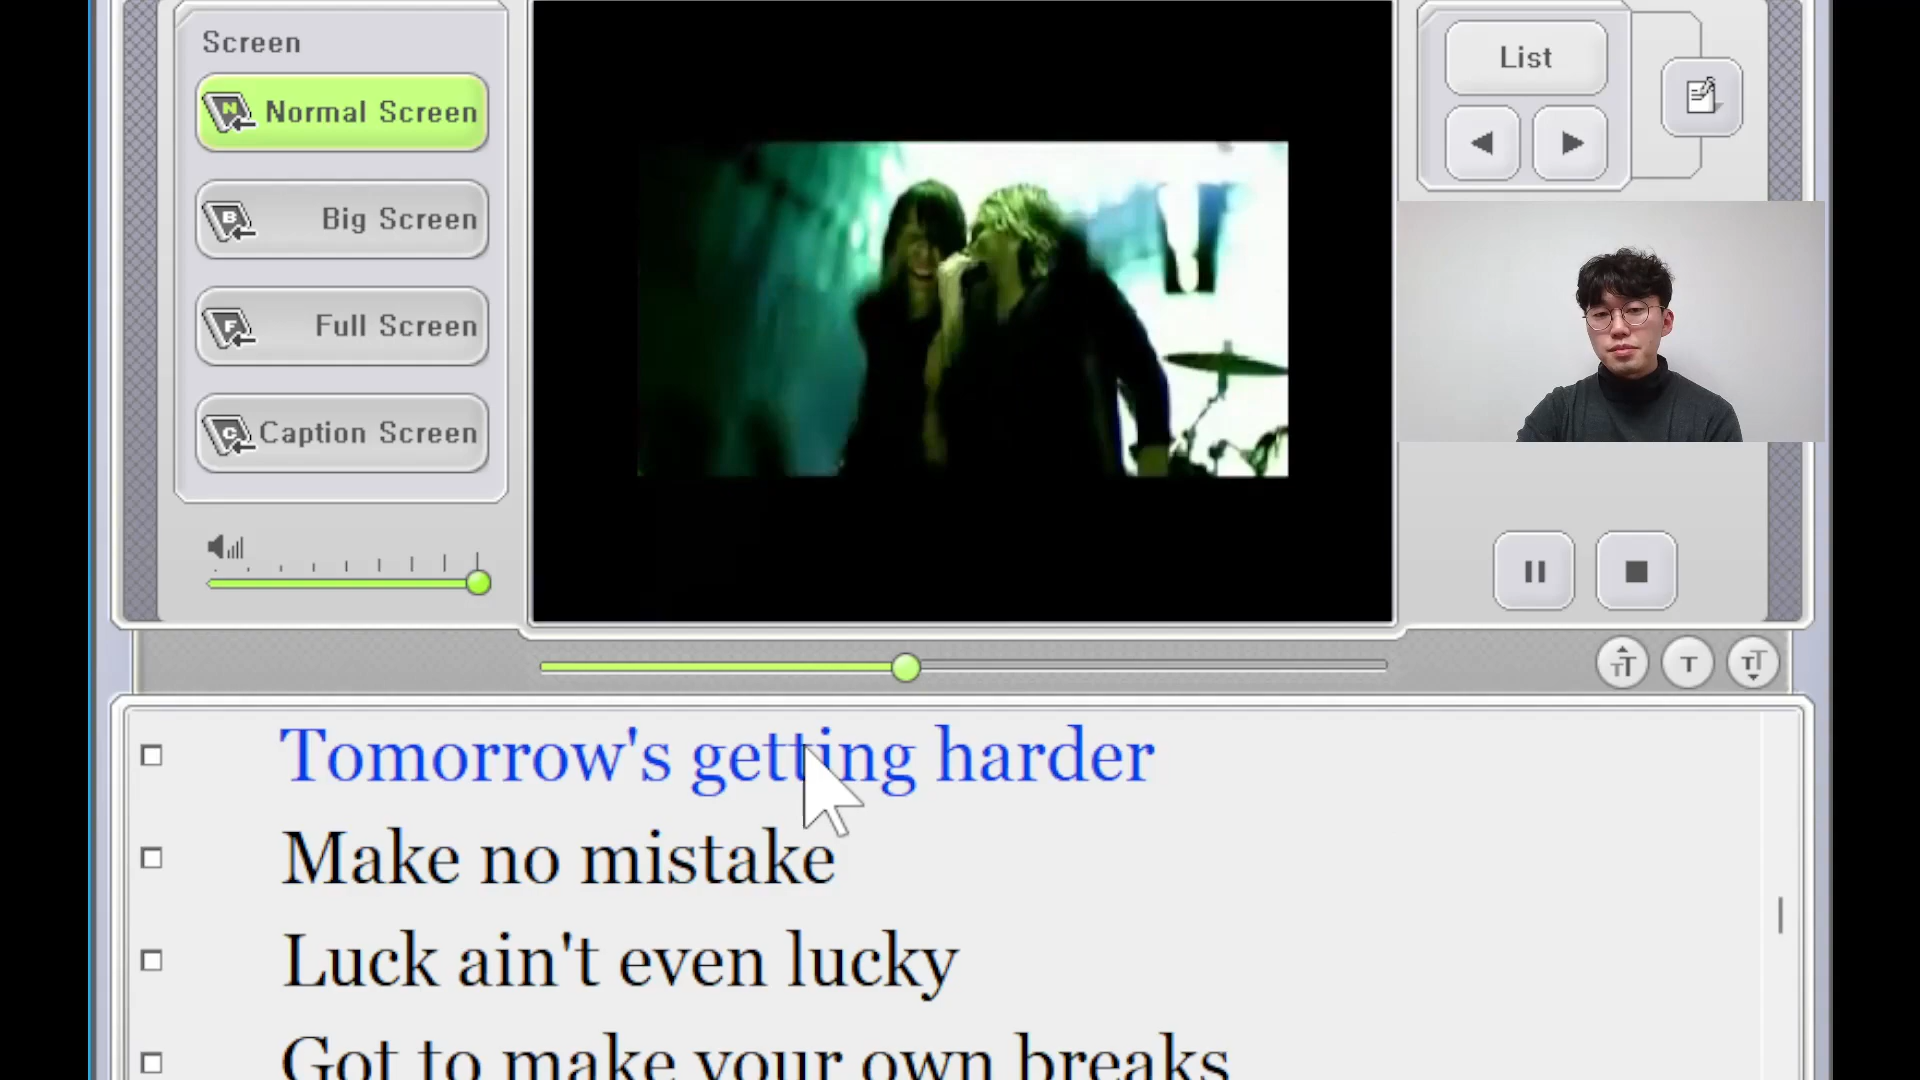 Screen
N Normal Screen
B Big Screen
F Full Screen
C Caption Screen
List
T T T
Tomorrow's getting harder
Make no mistake
Luck ain't even lucky
Got to make your own breaks